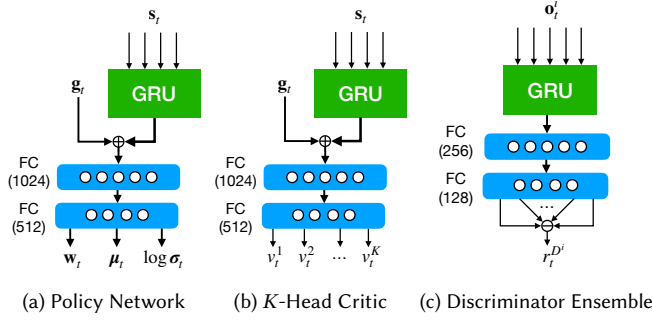 s_t
g_t
GRU
FC
(1024)
FC
(512)
w_t
μ_t
log σ_t
(a) Policy Network
s_t
g_t
GRU
FC
(1024)
FC
(512)
v_t^1
v_t^2
...
v_t^K
(b) K-Head Critic
o_t^i
GRU
FC
(256)
FC
(128)
...
r_t^{D^i}
(c) Discriminator Ensemble